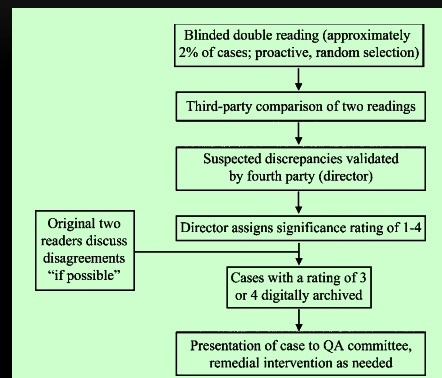 Blinded double reading (approximately
2% of cases; proactive, random selection)
Third-party comparison of two readings
Suspected discrepancies validated
by fourth party (director)
Director assigns significance rating of 1-4
Original two
readers discuss
disagreements
“if possible”
Cases with a rating of 3
or 4 digitally archived
Presentation of case to QA committee,
remedial intervention as needed